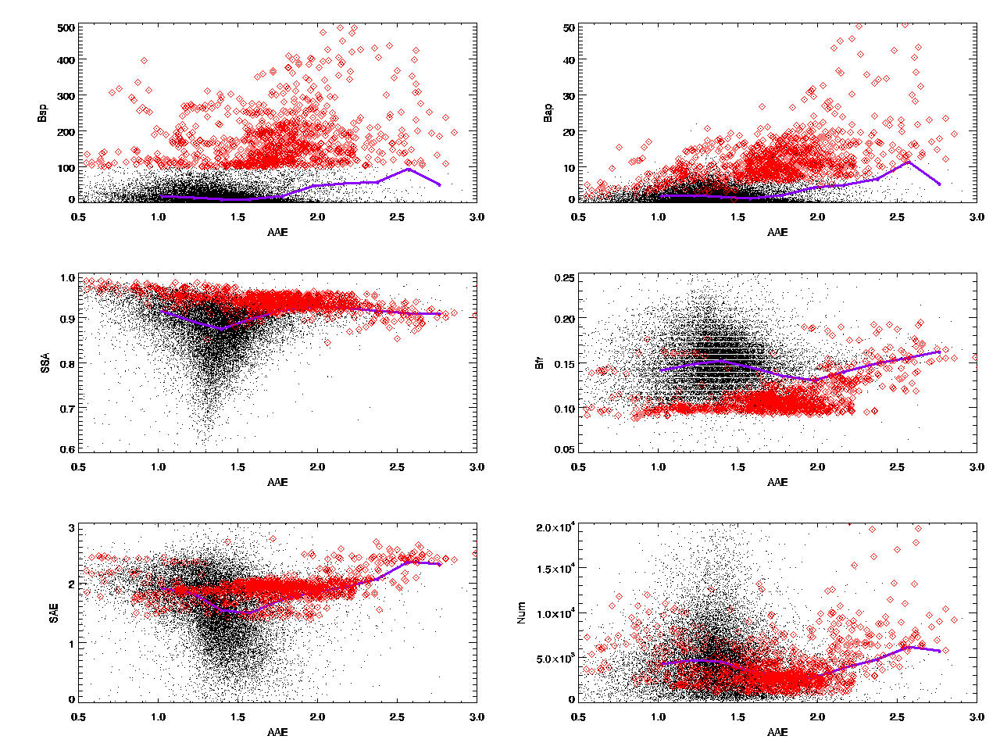 500
400
300
200
100
0
Bsp
0.5 1.0 1.5 2.0 2.5 3.0
AAE
50
40
30
20
10
0
Bap
0.5 1.0 1.5 2.0 2.5 3.0
AAE
1.0
0.9
0.8
0.7
0.6
SSA
0.5 1.0 1.5 2.0 2.5 3.0
AAE
0.25
0.20
0.15
0.10
0.05
Bfr
0.5 1.0 1.5 2.0 2.5 3.0
AAE
3
2
1
0
SAE
0.5 1.0 1.5 2.0 2.5 3.0
AAE
2.0×10⁴
1.5×10⁴
1.0×10⁴
5.0×10³
0
Num
0.5 1.0 1.5 2.0 2.5 3.0
AAE